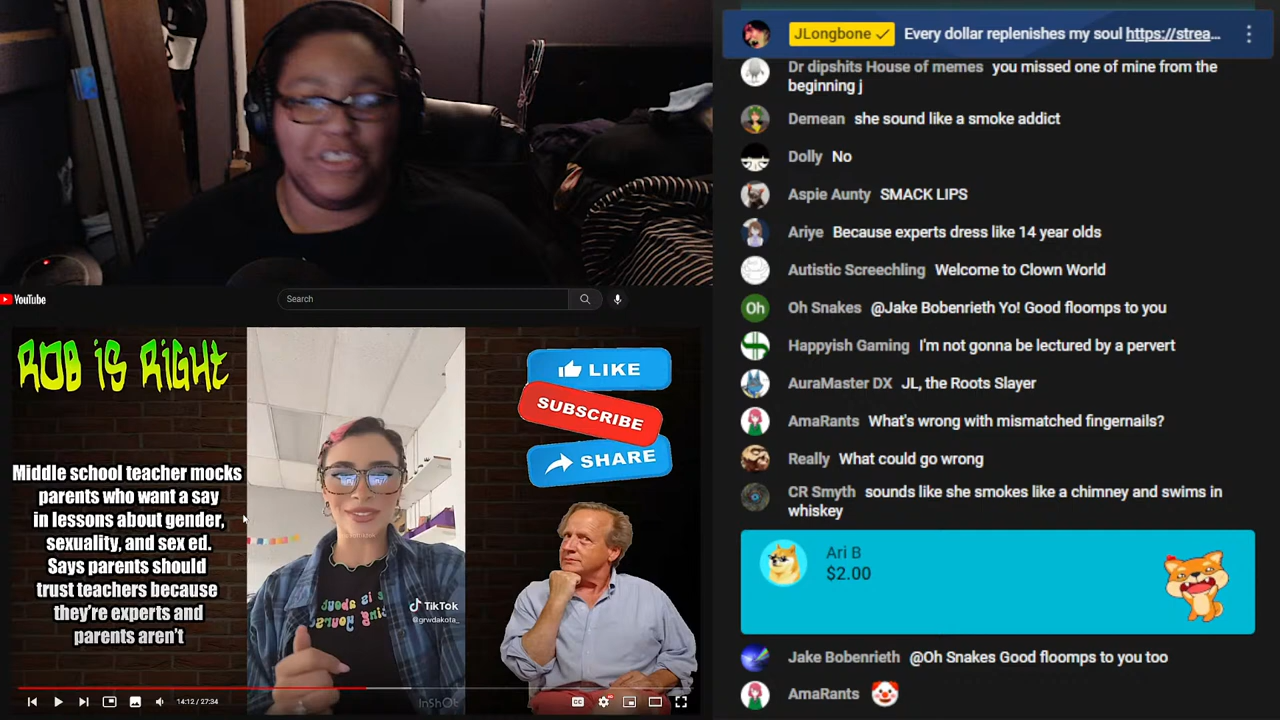 JLongbone Every dollar replenishes my soul https://strea...
Dr dipshits House of memes you missed one of mine from the
beginning j
Demean she sound like a smoke addict
Dolly No
Aspie Aunty SMACK LIPS
Ariye Because experts dress like 14 year olds
Autistic Screechling Welcome to Clown World
Oh
Oh Snakes @Jake Bobenrieth Yo! Good floomps to you
Happyish Gaming I'm not gonna be lectured by a pervert
AuraMaster DX JL, the Roots Slayer
AmaRants What's wrong with mismatched fingernails?
Really What could go wrong
CR Smyth sounds like she smokes like a chimney and swims in
whiskey
Ari B
$2.00
Jake Bobenrieth @Oh Snakes Good floomps to you too
AmaRants
YouTube
Search
ROB iS RiGHT
Middle school teacher mocks
parents who want a say
in lessons about gender,
sexuality, and sex ed.
Says parents should
trust teachers because
they're experts and
parents aren't
TikTok
@grwdakota_
InShOt
LIKE
SUBSCRIBE
SHARE
14:12 / 27:34
CC